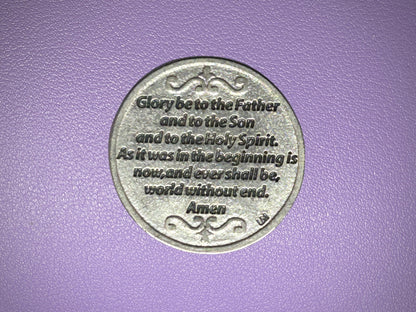 Glory be to the Father
and to the Son
and to the Holy Spirit.
As it was in the beginning is
now, and ever shall be,
world without end.
Amen